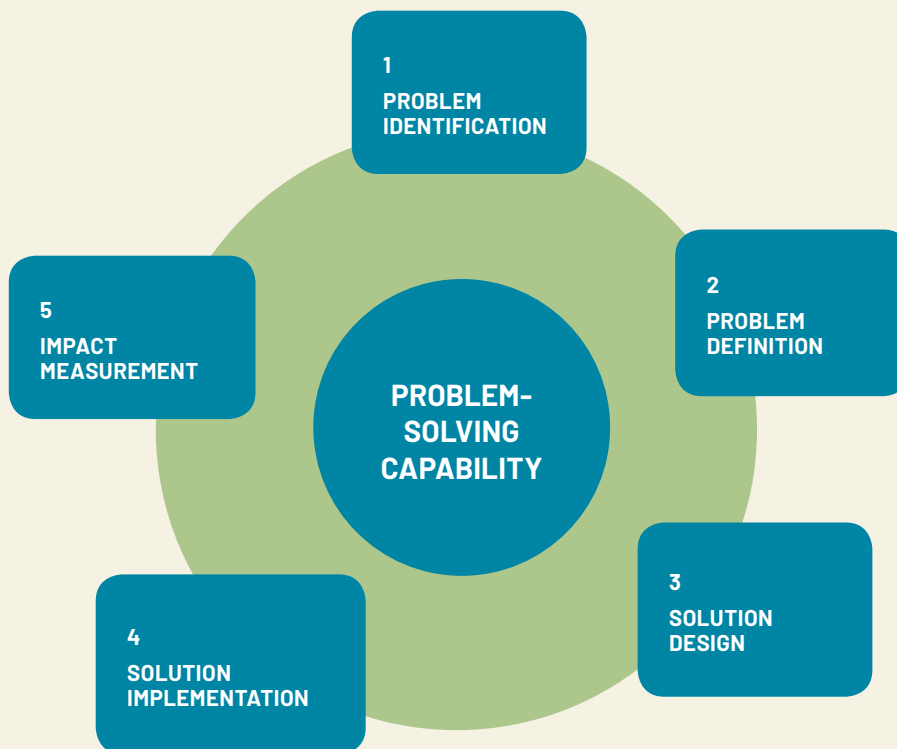 1
PROBLEM
IDENTIFICATION
2
PROBLEM
DEFINITION
3
SOLUTION
DESIGN
4
SOLUTION
IMPLEMENTATION
5
IMPACT
MEASUREMENT
PROBLEM-
SOLVING
CAPABILITY